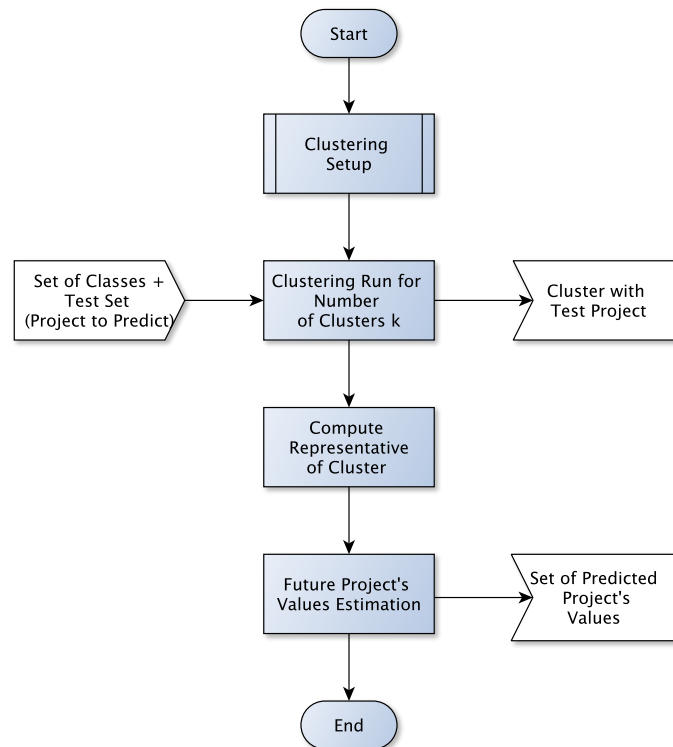 Start
Clustering
Setup
Set of Classes +
Test Set
(Project to Predict)
Clustering Run for
Number
of Clusters k
Cluster with
Test Project
Compute
Representative
of Cluster
Future Project's
Values Estimation
Set of Predicted
Project's
Values
End